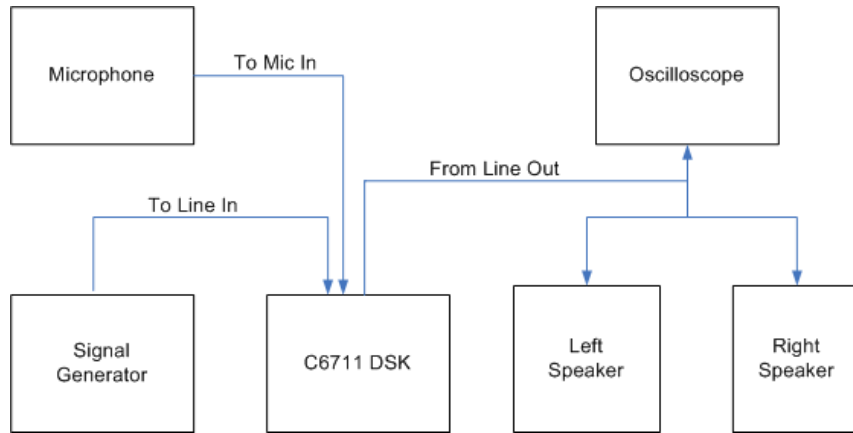 Microphone
To Mic In
Oscilloscope
From Line Out
To Line In
Signal
Generator
C6711 DSK
Left
Speaker
Right
Speaker